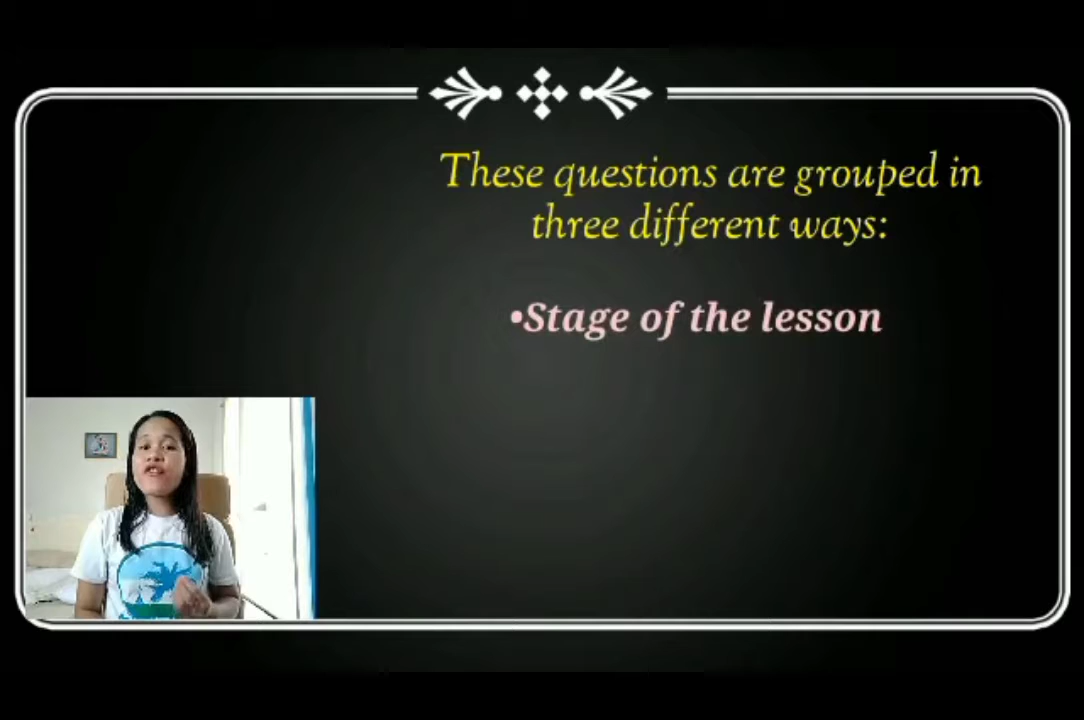 These questions are grouped in
three different ways:
•Stage of the lesson